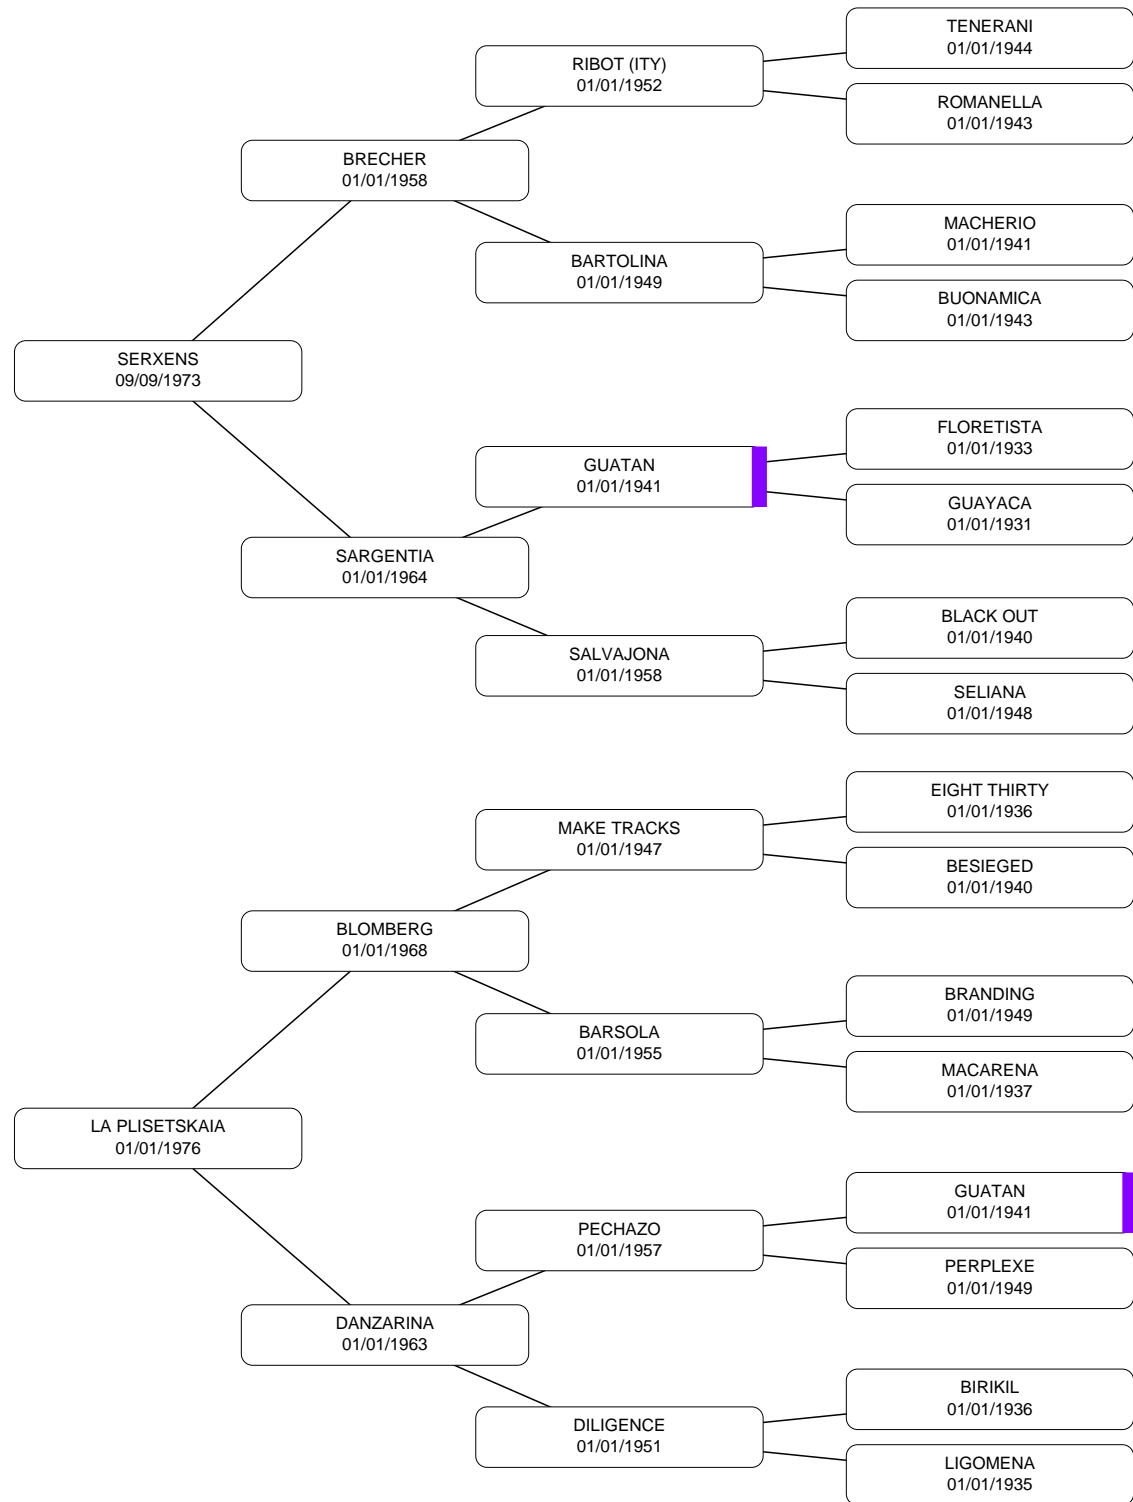 TENERANI
01/01/1944
RIBOT (ITY)
01/01/1952
ROMANELLA
01/01/1943
BRECHER
01/01/1958
MACHERIO
01/01/1941
BARTOLINA
01/01/1949
BUONAMICA
01/01/1943
SERXENS
09/09/1973
FLORETISTA
01/01/1933
GUATAN
01/01/1941
GUAYACA
01/01/1931
SARGENTIA
01/01/1964
BLACK OUT
01/01/1940
SALVAJONA
01/01/1958
SELIANA
01/01/1948
EIGHT THIRTY
01/01/1936
MAKE TRACKS
01/01/1947
BESIEGED
01/01/1940
BLOMBERG
01/01/1968
BRANDING
01/01/1949
BARSOLA
01/01/1955
MACARENA
01/01/1937
LA PLISETSKAIA
01/01/1976
GUATAN
01/01/1941
PECHAZO
01/01/1957
PERPLEXE
01/01/1949
DANZARINA
01/01/1963
BIRIKIL
01/01/1936
DILIGENCE
01/01/1951
LIGOMENA
01/01/1935